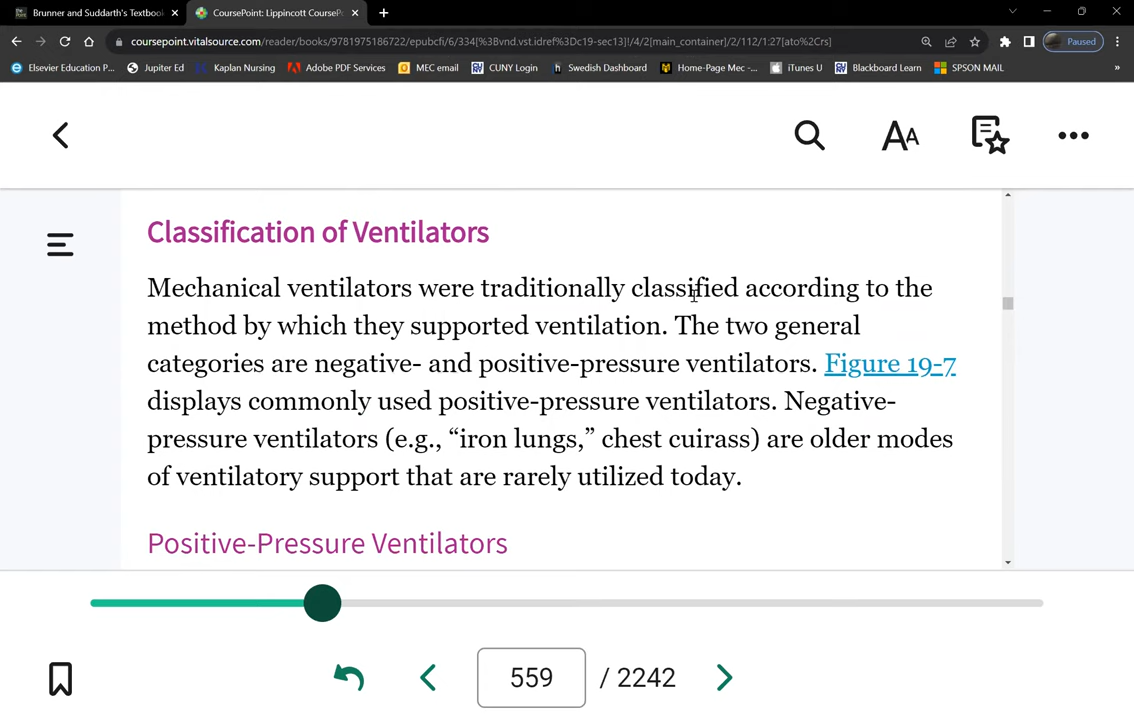 Brunner and Suddarth's Textbook
CoursePoint: Lippincott CoursePo
coursepoint.vitalsource.com/reader/books/9781975186722/epubcfi/6/334[%3Bvnd.vst.idref%3Dc19-sec13]!/4/2[main_container]/2/112/1:27[ato%2Crs]
Paused
Elsevier Education P...
Jupiter Ed
Kaplan Nursing
Adobe PDF Services
MEC email
CUNY Login
Swedish Dashboard
Home-Page Mec -...
iTunes U
Blackboard Learn
SPSON MAIL
»
AA
Classification of Ventilators
Mechanical ventilators were traditionally classified according to the
method by which they supported ventilation. The two general
categories are negative- and positive-pressure ventilators. Figure 19-7
displays commonly used positive-pressure ventilators. Negative-
pressure ventilators (e.g., “iron lungs,” chest cuirass) are older modes
of ventilatory support that are rarely utilized today.
Positive-Pressure Ventilators
559 / 2242